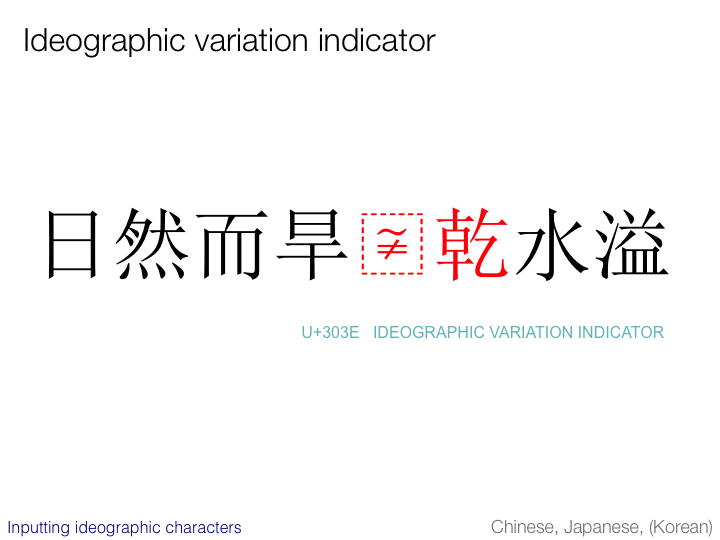 Ideographic variation indicator
日然而旱〾乾水溢
U+303E IDEOGRAPHIC VARIATION INDICATOR
Inputting ideographic characters
Chinese, Japanese, (Korean)